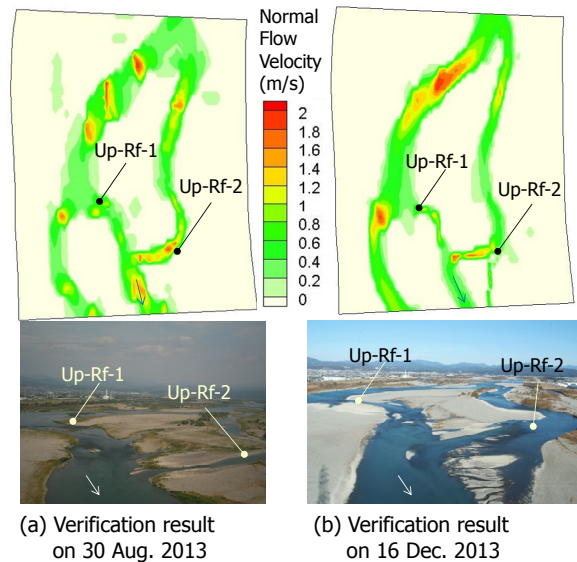 Normal
Flow
Velocity
(m/s)
2
1.8
1.6
1.4
1.2
1
0.8
0.6
0.4
0.2
0
Up-Rf-1
Up-Rf-2
Up-Rf-1
Up-Rf-2
Up-Rf-1
Up-Rf-2
Up-Rf-1
Up-Rf-2
(a) Verification result
on 30 Aug. 2013
(b) Verification result
on 16 Dec. 2013